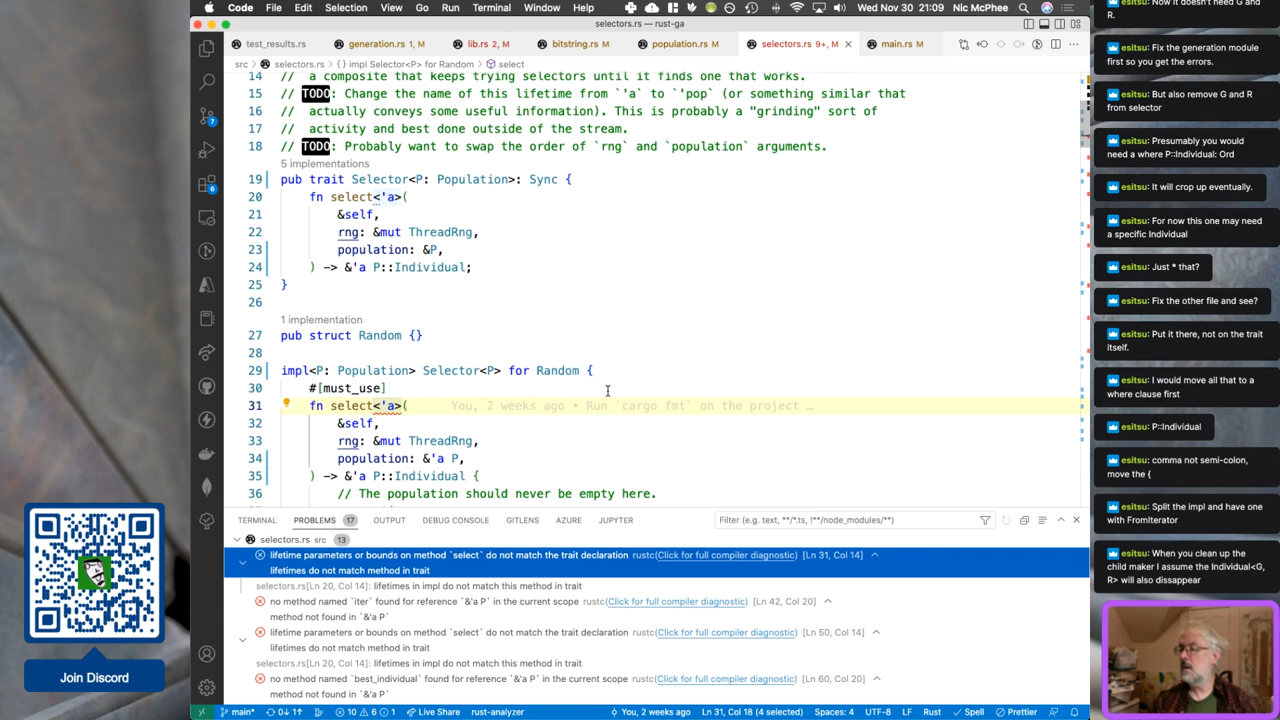 Code File Edit Selection View Go Run Terminal Window Help
Wed Nov 30 21:09 Nic McPhee
selectors.rs — rust-ga
test_results.rs generation.rs 1, M lib.rs 2, M bitstring.rs M population.rs M selectors.rs 9+, M main.rs M
src > selectors.rs > {} impl Selector<P> for Random > select
14 // a composite that keeps trying selectors until it finds one that works.
15 // TODO: Change the name of this lifetime from `'a` to `'pop` (or something similar that
16 // actually conveys some useful information). This is probably a "grinding" sort of
17 // activity and best done outside of the stream.
18 // TODO: Probably want to swap the order of `rng` and `population` arguments.
5 implementations
19 pub trait Selector<P: Population>: Sync {
20 fn select<'a>(
21 &self,
22 rng: &mut ThreadRng,
23 population: &P,
24 ) -> &'a P::Individual;
25 }
26
1 implementation
27 pub struct Random {}
28
29 impl<P: Population> Selector<P> for Random {
30 #[must_use]
31 fn select<'a>( You, 2 weeks ago • Run `cargo fmt` on the project …
32 &self,
33 rng: &mut ThreadRng,
34 population: &'a P,
35 ) -> &'a P::Individual {
36 // The population should never be empty here.
TERMINAL PROBLEMS 17 OUTPUT DEBUG CONSOLE GITLENS AZURE JUPYTER
Filter (e.g. text, **/*.ts, !**/node_modules/**)
selectors.rs src 13
lifetime parameters or bounds on method `select` do not match the trait declaration rustc(Click for full compiler diagnostic) [Ln 31, Col 14]
lifetimes do not match method in trait
selectors.rs[Ln 20, Col 14]: lifetimes in impl do not match this method in trait
no method named `iter` found for reference `&'a P` in the current scope rustc(Click for full compiler diagnostic) [Ln 42, Col 20]
method not found in `&'a P`
lifetime parameters or bounds on method `select` do not match the trait declaration rustc(Click for full compiler diagnostic) [Ln 50, Col 14]
lifetimes do not match method in trait
selectors.rs[Ln 20, Col 14]: lifetimes in impl do not match this method in trait
no method named `best_individual` found for reference `&'a P` in the current scope rustc(Click for full compiler diagnostic) [Ln 60, Col 20]
method not found in `&'a P`
main* 0↓ 1↑ 10 6 1 Live Share rust-analyzer You, 2 weeks ago Ln 31, Col 18 (4 selected) Spaces: 4 UTF-8 LF Rust Spell Prettier
7
6
Join Discord
esitsu: Now it doesn't need G and
R.
esitsu: Fix the generation module
first so you get the errors.
esitsu: But also remove G and R
from selector
esitsu: Presumably you would
need a where P::Individual: Ord
esitsu: It will crop up eventually.
esitsu: For now this one may need
a specific Individual
esitsu: Just * that?
esitsu: Fix the other file and see?
esitsu: Put it there, not on the trait
itself.
esitsu: I would move all that to a
where clause first
esitsu: P::Individual
esitsu: comma not semi-colon,
move the {
esitsu: Split the impl and have one
with FromIterator
esitsu: When you clean up the
child maker I assume the Individual<G,
R> will also dissappear